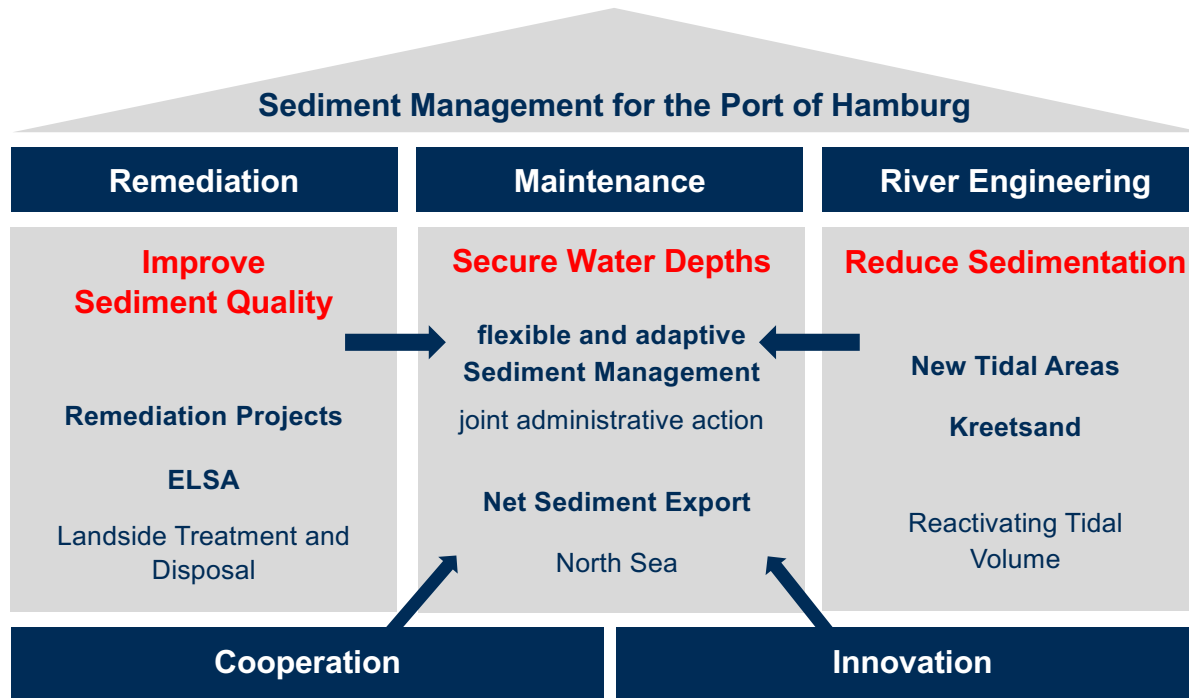 Sediment Management for the Port of Hamburg
Remediation
Improve
Sediment Quality
Remediation Projects
ELSA
Landside Treatment and
Disposal
Maintenance
Secure Water Depths
flexible and adaptive
Sediment Management
joint administrative action
Net Sediment Export
North Sea
River Engineering
Reduce Sedimentation
New Tidal Areas
Kreetsand
Reactivating Tidal
Volume
Cooperation
Innovation